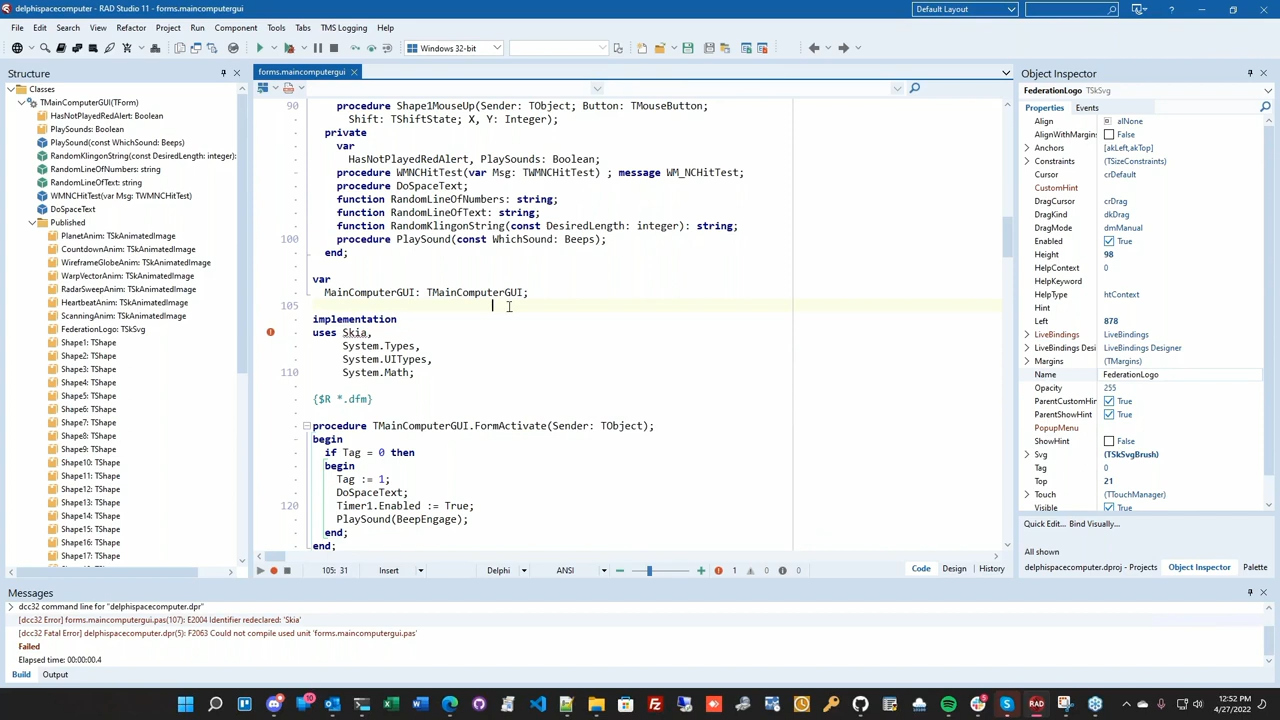 delphispacecomputer - RAD Studio 11 - forms.maincomputergui
Default Layout
File Edit Search View Refactor Project Run Component Tools Tabs TMS Logging Help
Windows 32-bit
Structure
Classes
TMainComputerGUI(TForm)
HasNotPlayedRedAlert: Boolean
PlaySounds: Boolean
PlaySound(const WhichSound: Beeps)
RandomKlingonString(const DesiredLength: integer):
RandomLineOfNumbers: string
RandomLineOfText: string
WMNCHitTest(var Msg: TWMNCHitTest)
DoSpaceText
Published
PlanetAnim: TSkAnimatedImage
CountdownAnim: TSkAnimatedImage
WireframeGlobeAnim: TSkAnimatedImage
WarpVectorAnim: TSkAnimatedImage
RadarSweepAnim: TSkAnimatedImage
HeartbeatAnim: TSkAnimatedImage
ScanningAnim: TSkAnimatedImage
FederationLogo: TSkSvg
Shape1: TShape
Shape2: TShape
Shape3: TShape
Shape4: TShape
Shape5: TShape
Shape6: TShape
Shape7: TShape
Shape8: TShape
Shape9: TShape
Shape10: TShape
Shape11: TShape
Shape12: TShape
Shape13: TShape
Shape14: TShape
Shape15: TShape
Shape16: TShape
Shape17: TShape
forms.maincomputergui
90 procedure Shape1MouseUp(Sender: TObject; Button: TMouseButton;
Shift: TShiftState; X, Y: Integer);
private
var
HasNotPlayedRedAlert, PlaySounds: Boolean;
procedure WMNCHitTest(var Msg: TWMNCHitTest) ; message WM_NCHitTest;
procedure DoSpaceText;
function RandomLineOfNumbers: string;
function RandomLineOfText: string;
function RandomKlingonString(const DesiredLength: integer): string;
100 procedure PlaySound(const WhichSound: Beeps);
end;
var
MainComputerGUI: TMainComputerGUI;
105
implementation
uses Skia,
System.Types,
System.UITypes,
110 System.Math;
{$R *.dfm}
procedure TMainComputerGUI.FormActivate(Sender: TObject);
begin
if Tag = 0 then
begin
Tag := 1;
DoSpaceText;
120 Timer1.Enabled := True;
PlaySound(BeepEngage);
end;
end;
105: 31 Insert Delphi ANSI 1 0 0 Code Design History
Object Inspector
FederationLogo TSkSvg
Properties Events
Align alNone
AlignWithMargins False
Anchors [akLeft,akTop]
Constraints (TSizeConstraints)
Cursor crDefault
CustomHint
DragCursor crDrag
DragKind dkDrag
DragMode dmManual
Enabled True
Height 98
HelpContext 0
HelpKeyword
HelpType htContext
Hint
Left 878
LiveBindings LiveBindings
LiveBindings Desi LiveBindings Designer
Margins (TMargins)
Name FederationLogo
Opacity 255
ParentCustomHin True
ParentShowHint True
PopupMenu
ShowHint False
Svg (TSkSvgBrush)
Tag 0
Top 21
Touch (TTouchManager)
Visible True
Quick Edit... Bind Visually...
All shown
delphispacecomputer.dproj - Projects Object Inspector Palette
Messages
dcc32 command line for "delphispacecomputer.dpr"
[dcc32 Error] forms.maincomputergui.pas(107): E2004 Identifier redeclared: 'Skia'
[dcc32 Fatal Error] delphispacecomputer.dpr(5): F2063 Could not compile used unit 'forms.maincomputergui.pas'
Failed
Elapsed time: 00:00:00.4
Build Output
12:52 PM
4/27/2022